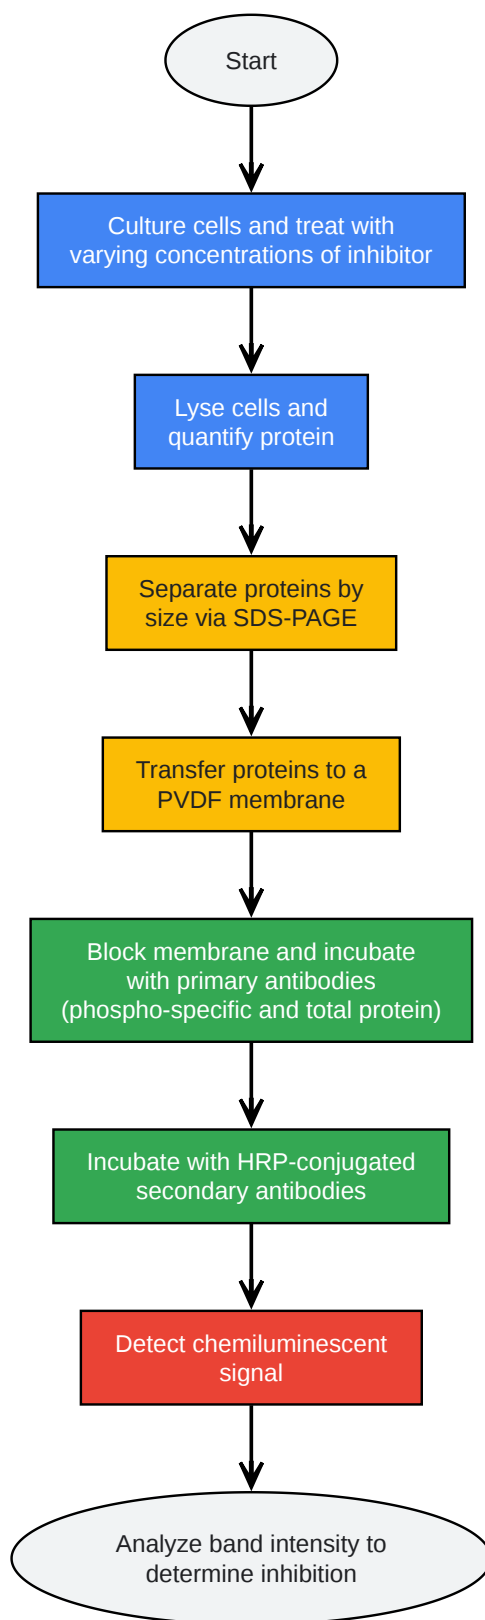 Start
Culture cells and treat with
varying concentrations of inhibitor
Lyse cells and
quantify protein
Separate proteins by
size via SDS-PAGE
Transfer proteins to a
PVDF membrane
Block membrane and incubate
with primary antibodies
(phospho-specific and total protein)
Incubate with HRP-conjugated
secondary antibodies
Detect chemiluminescent
signal
Analyze band intensity to
determine inhibition